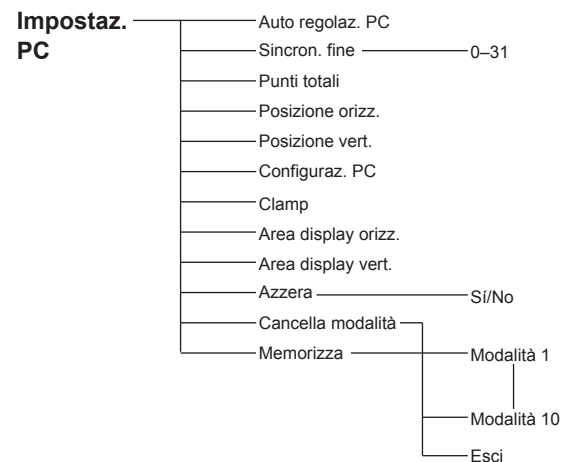 Impostaz.
PC
Auto regolaz. PC
Sincron. fine
0–31
Punti totali
Posizione orizz.
Posizione vert.
Configuraz. PC
Clamp
Area display orizz.
Area display vert.
Azzera
Sí/No
Cancella modalità
Memorizza
Modalità 1
Modalità 10
Esci